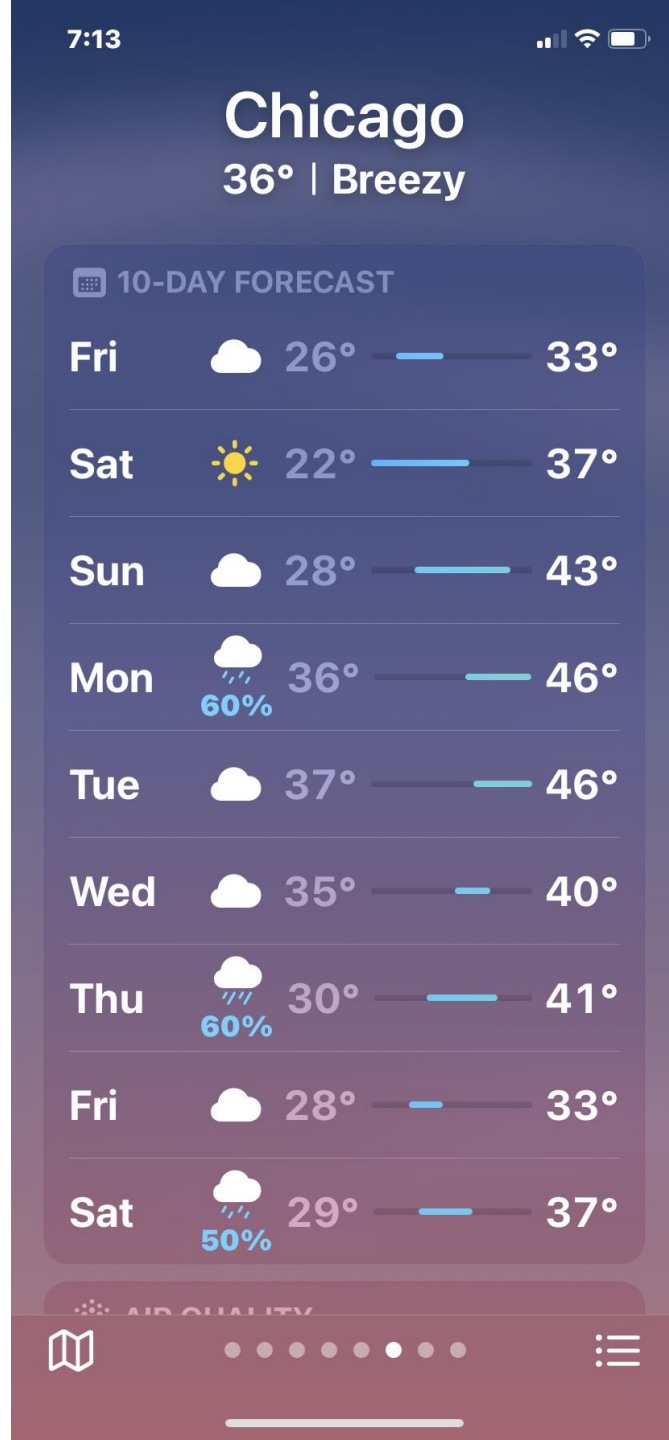 7:13
Chicago
36° | Breezy
10-DAY FORECAST
Fri 26° 33°
Sat 22° 37°
Sun 28° 43°
Mon 60% 36° 46°
Tue 37° 46°
Wed 35° 40°
Thu 60% 30° 41°
Fri 28° 33°
Sat 50% 29° 37°
AIR QUALITY